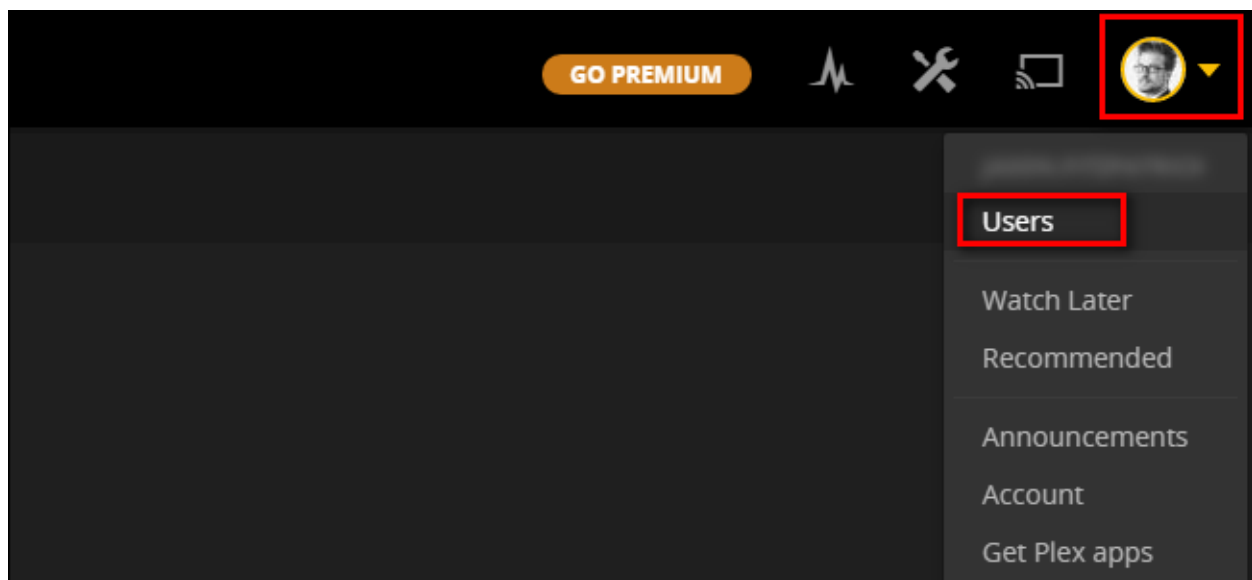 GO PREMIUM
Users
Watch Later
Recommended
Announcements
Account
Get Plex apps